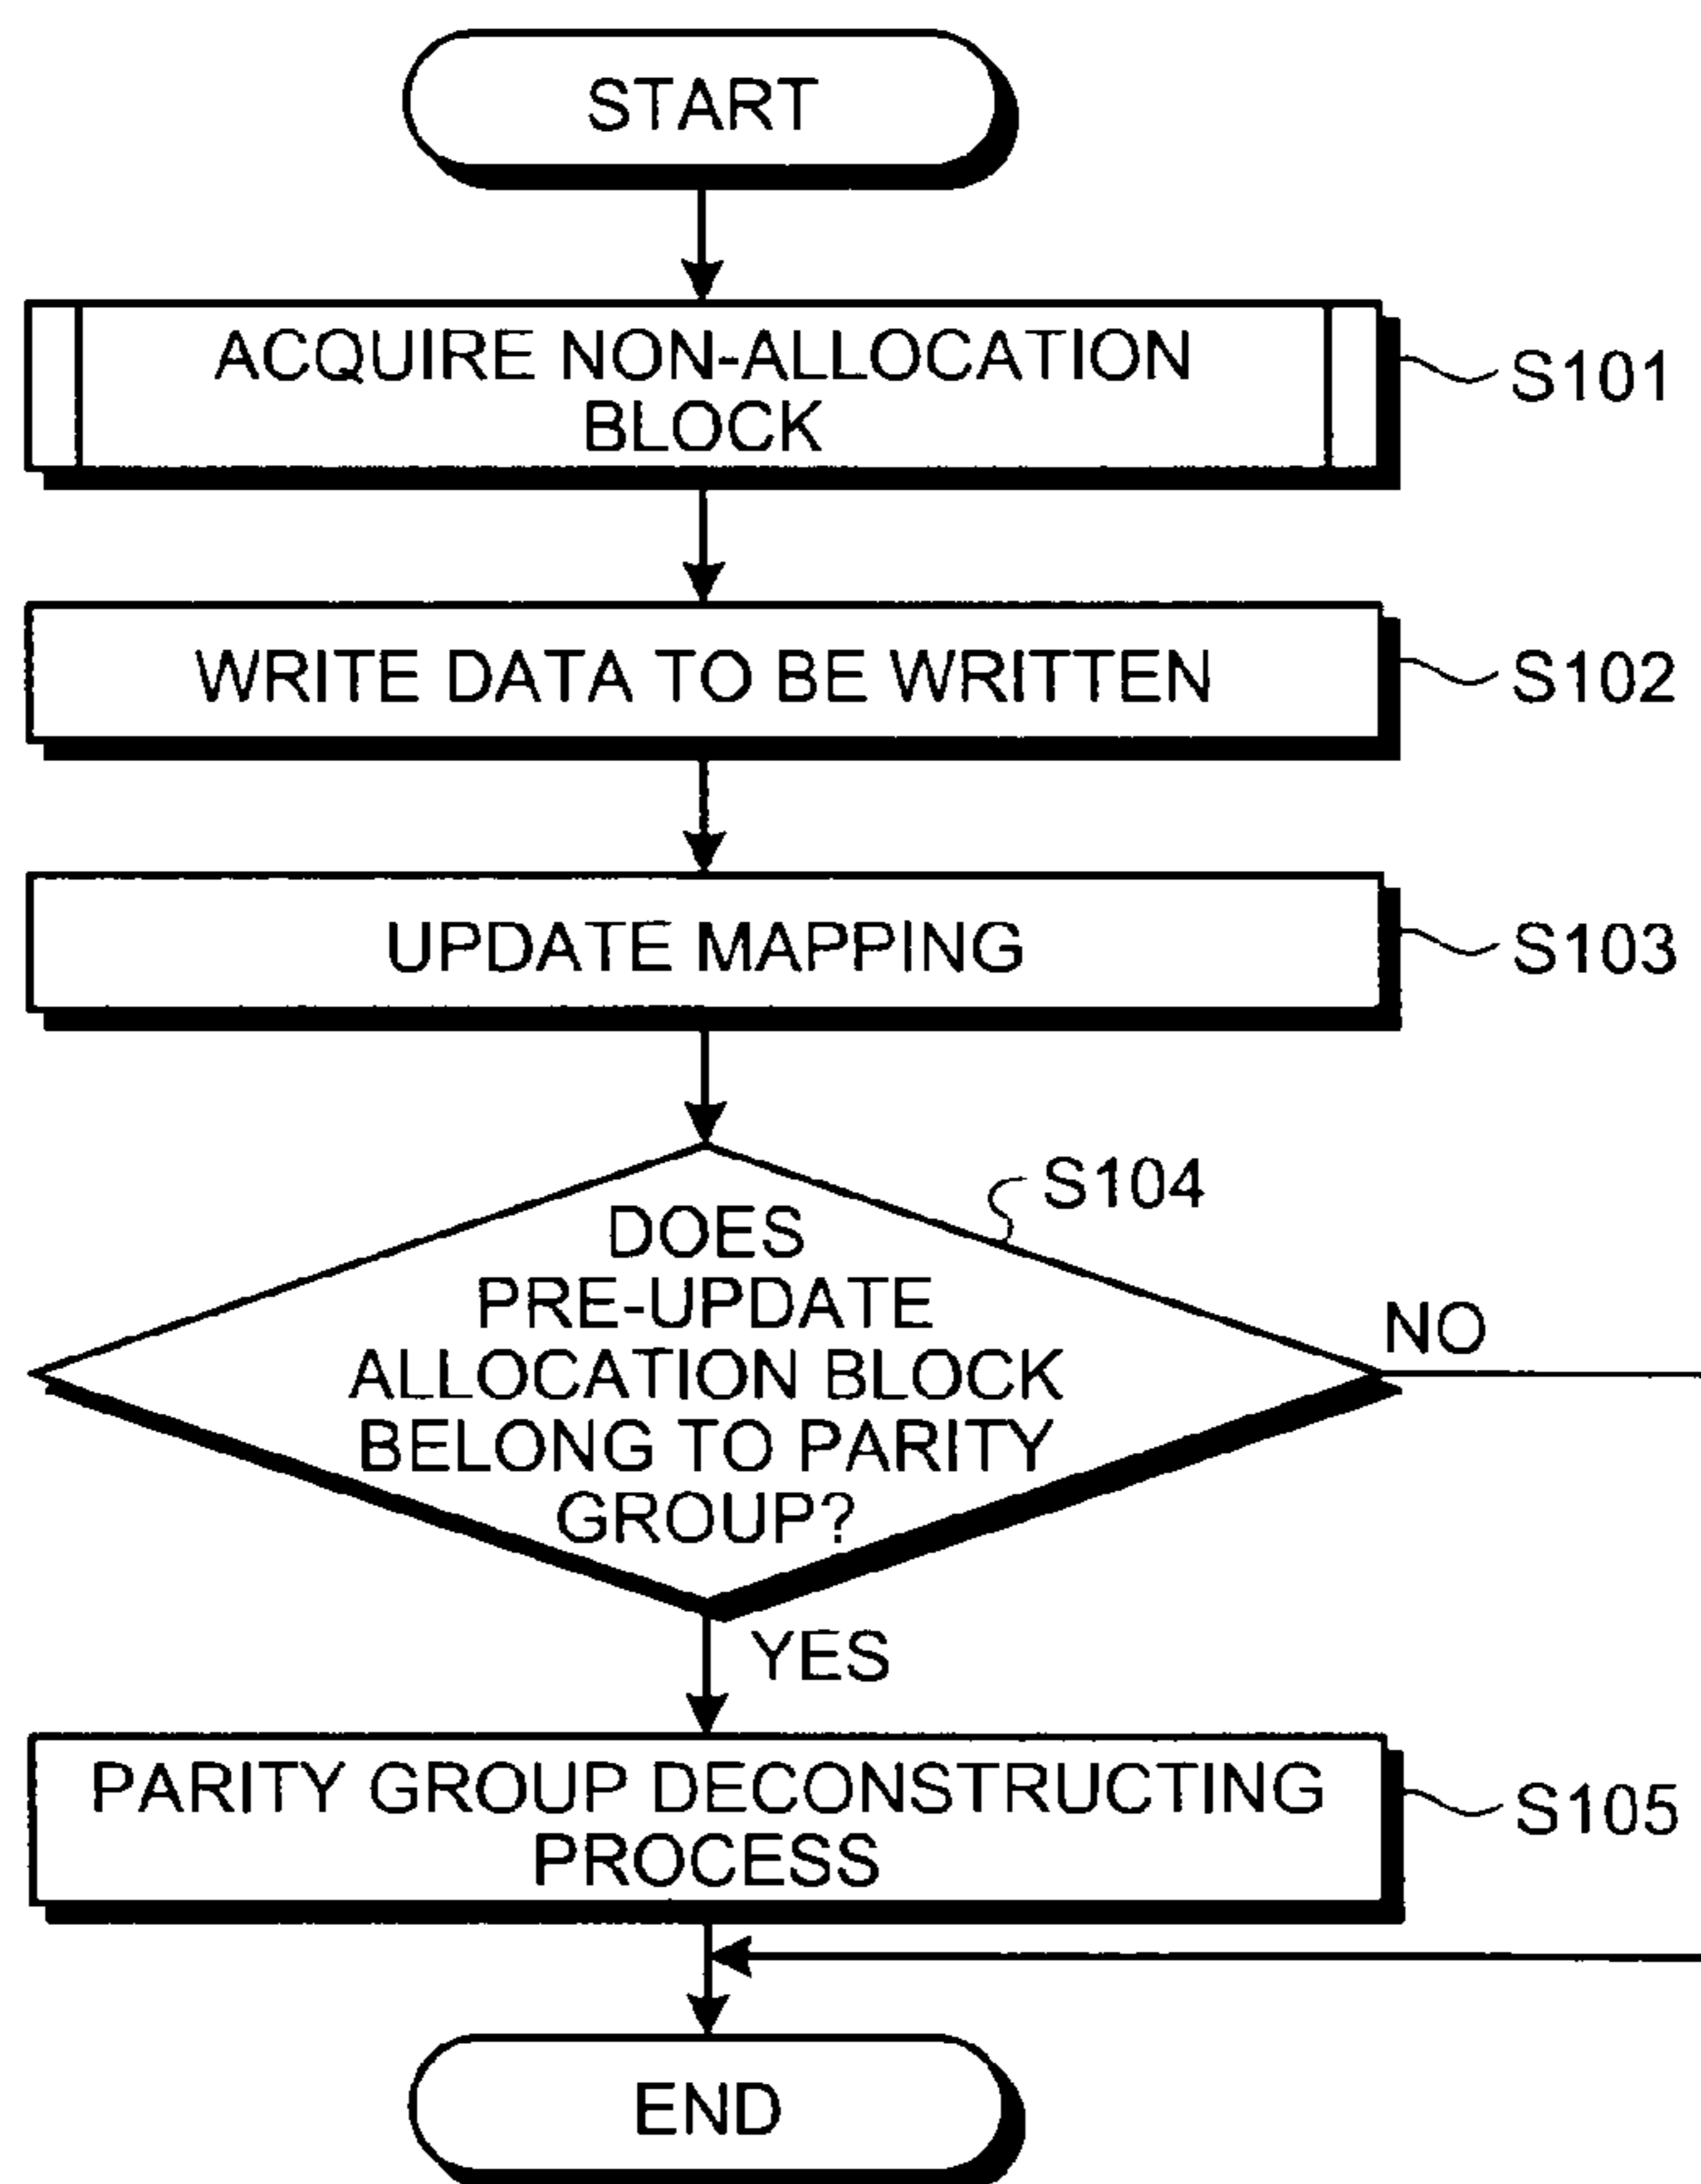 START
ACQUIRE NON-ALLOCATION
BLOCK
S101
WRITE DATA TO BE WRITTEN
S102
UPDATE MAPPING
S103
S104
DOES
PRE-UPDATE
ALLOCATION BLOCK
BELONG TO PARITY
GROUP?
NO
YES
PARITY GROUP DECONSTRUCTING
PROCESS
S105
END